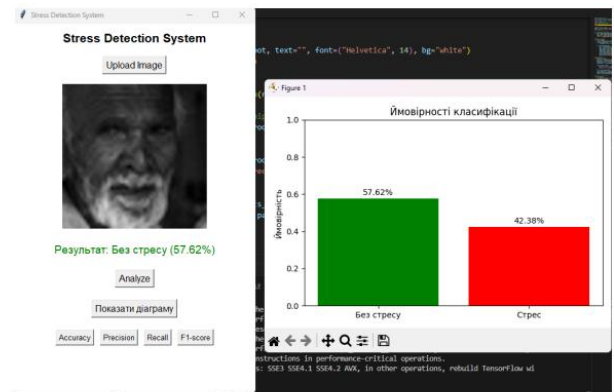 Stress Detection System
Stress Detection System
Upload Image
Результат: Без стресу (57.62%)
Analyze
Показати діаграму
Accuracy Precision Recall F1-score
oot, text="", font=("Helvetica", 14), bg="white")
Figure 1
Ймовірності класифікації
Ймовірність
1.0
0.8
0.6
0.4
0.2
0.0
57.62%
42.38%
Без стресу
Стрес
nstructions in performance-critical operations.
s: SSE3 SSE4.1 SSE4.2 AVX, in other operations, rebuild TensorFlow wi